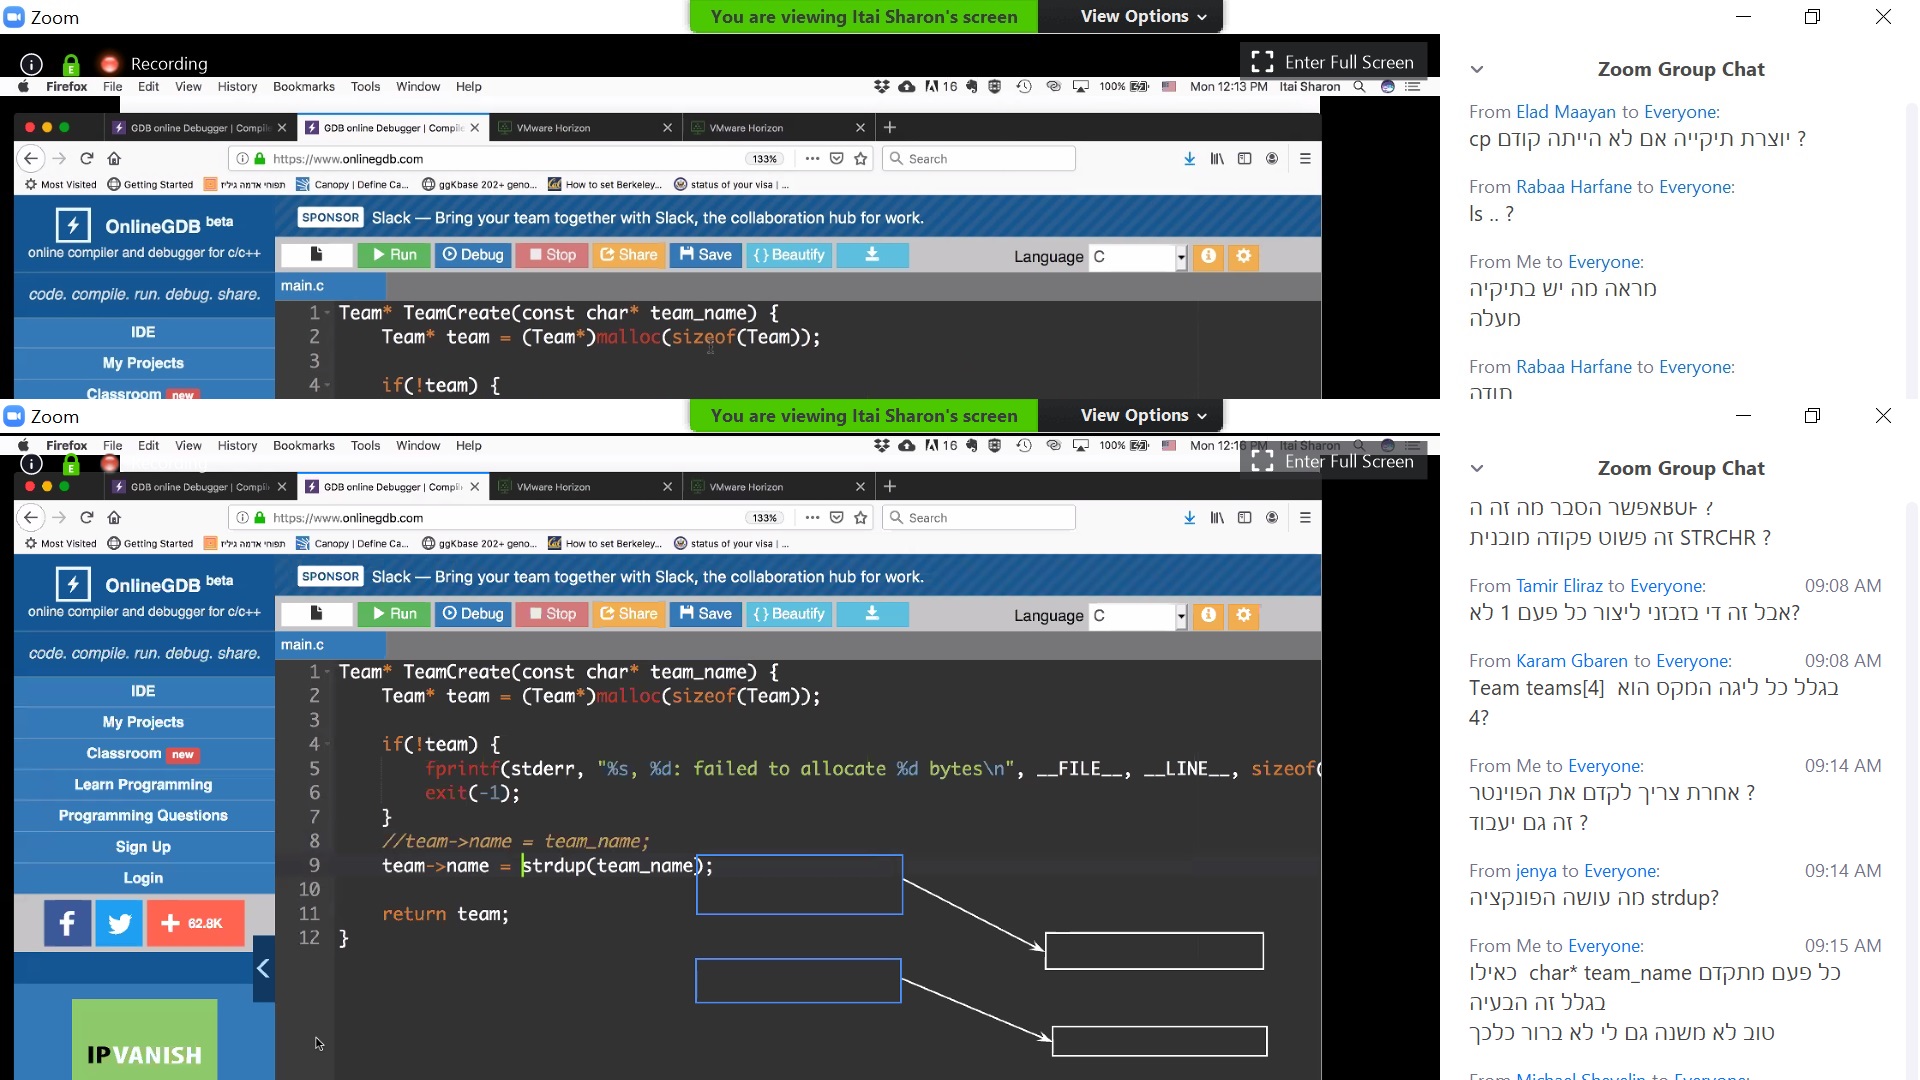 Zoom
You are viewing Itai Sharon's screen
View Options
Recording
Enter Full Screen
Firefox File Edit View History Bookmarks Tools Window Help
16 100% Mon 12:13 PM Itai Sharon
GDB online Debugger | Compile
GDB online Debugger | Compile
VMware Horizon
VMware Horizon
https://www.onlinegdb.com
133%
Search
Most Visited
Getting Started
תפוחי אדמה גיליז
Canopy | Define Ca...
ggKbase 202+ geno...
How to set Berkeley...
status of your visa | ...
OnlineGDB beta
online compiler and debugger for c/c++
code. compile. run. debug. share.
IDE
My Projects
Classroom new
SPONSOR Slack — Bring your team together with Slack, the collaboration hub for work.
Run Debug Stop Share Save {} Beautify
Language C
main.c
1 Team* TeamCreate(const char* team_name) {
2 Team* team = (Team*)malloc(sizeof(Team));
3
4 if(!team) {
Zoom Group Chat
From Elad Maayan to Everyone:
cp יוצרת תיקייה אם לא הייתה קודם ?
From Rabaa Harfane to Everyone:
ls .. ?
From Me to Everyone:
מראה מה יש בתיקיה
מעלה
From Rabaa Harfane to Everyone:
תודה
Zoom
You are viewing Itai Sharon's screen
View Options
Enter Full Screen
Firefox File Edit View History Bookmarks Tools Window Help
16 100% Mon 12:16 PM Itai Sharon
GDB online Debugger | Compile
GDB online Debugger | Compile
VMware Horizon
VMware Horizon
https://www.onlinegdb.com
133%
Search
Most Visited
Getting Started
תפוחי אדמה גיליז
Canopy | Define Ca...
ggKbase 202+ geno...
How to set Berkeley...
status of your visa | ...
OnlineGDB beta
online compiler and debugger for c/c++
code. compile. run. debug. share.
IDE
My Projects
Classroom new
Learn Programming
Programming Questions
Sign Up
Login
62.8K
IPVANISH
SPONSOR Slack — Bring your team together with Slack, the collaboration hub for work.
Run Debug Stop Share Save {} Beautify
Language C
main.c
1 Team* TeamCreate(const char* team_name) {
2 Team* team = (Team*)malloc(sizeof(Team));
3
4 if(!team) {
5 fprintf(stderr, "%s, %d: failed to allocate %d bytes\n", __FILE__, __LINE__, sizeof(
6 exit(-1);
7 }
8 //team->name = team_name;
9 team->name = strdup(team_name);
10
11 return team;
12 }
Zoom Group Chat
אפשר הסבר מה זה הBUF ?
STRCHR זה פשוט פקודה מובנית ?
From Tamir Eliraz to Everyone: 09:08 AM
אבל זה די בזבזני ליצור כל פעם 1 לא?
From Karam Gbaren to Everyone: 09:08 AM
Team teams[4] בגלל כל ליגה המקס הוא
4?
From Me to Everyone: 09:14 AM
אחרת צריך לקדם את הפוינטר ?
זה גם יעבוד ?
From jenya to Everyone: 09:14 AM
מה עושה הפונקציה strdup?
From Me to Everyone: 09:15 AM
כאילו char* team_name כל פעם מתקדם
בגלל זה הבעיה
טוב לא משנה גם לי לא ברור כלכך
From Michael Shevelin to Everyone: